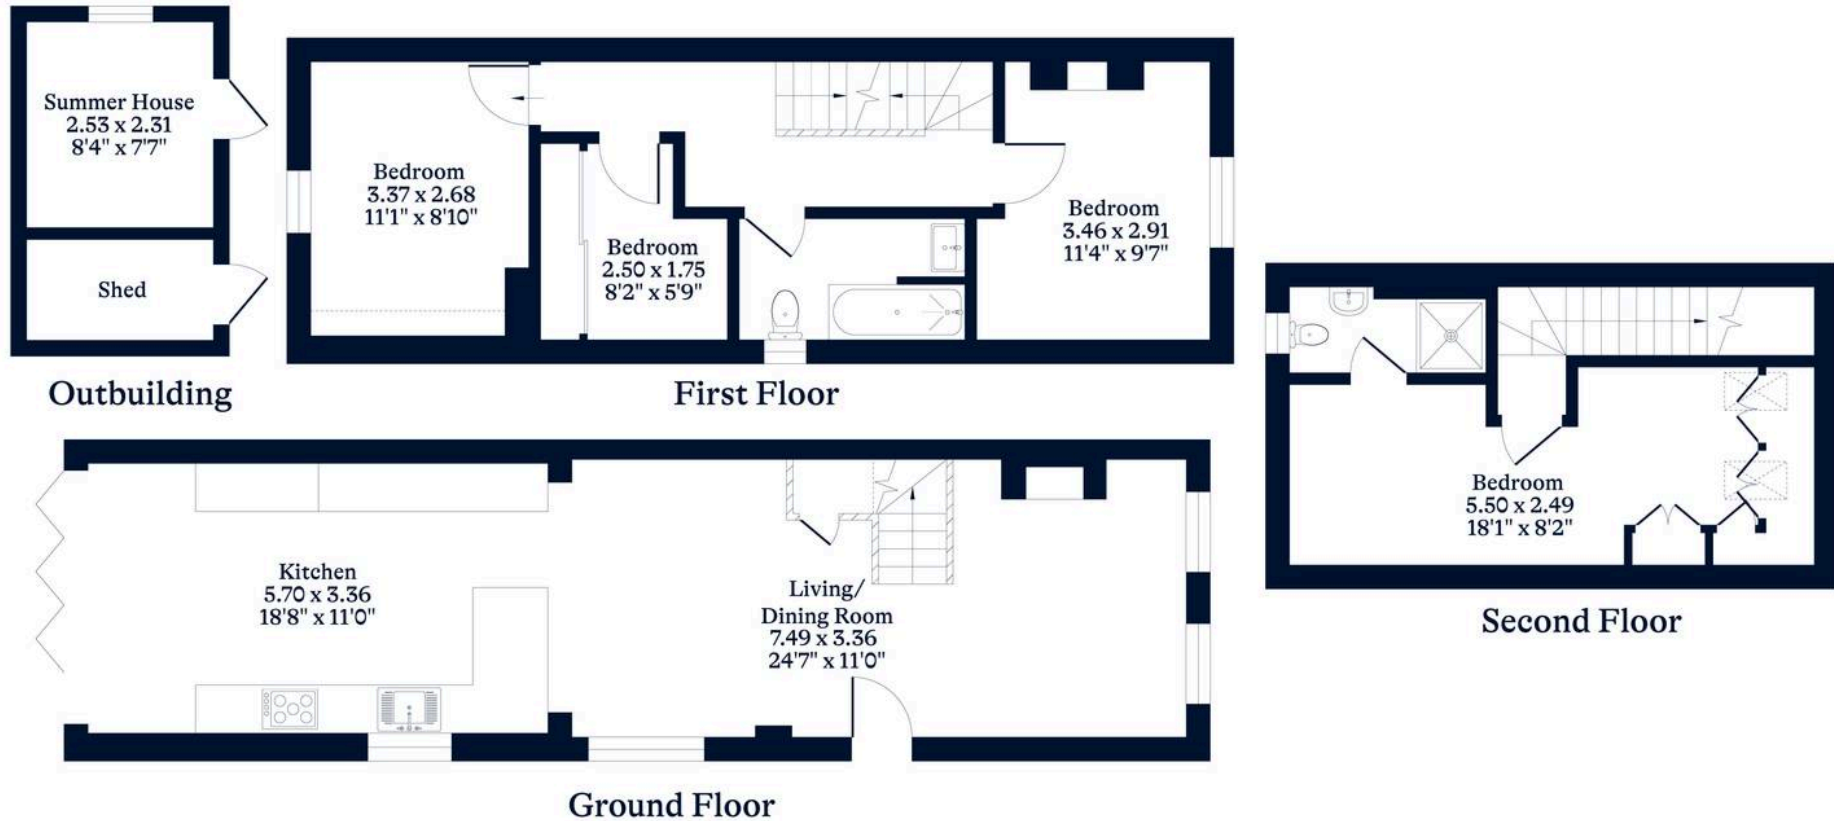 Summer House
2.53 x 2.31
8'4" x 7'7"
Shed
Outbuilding
Bedroom
3.37 x 2.68
11'1" x 8'10"
Bedroom
2.50 x 1.75
8'2" x 5'9"
Bedroom
3.46 x 2.91
11'4" x 9'7"
First Floor
Kitchen
5.70 x 3.36
18'8" x 11'0"
Living/
Dining Room
7.49 x 3.36
24'7" x 11'0"
Ground Floor
Bedroom
5.50 x 2.49
18'1" x 8'2"
Second Floor